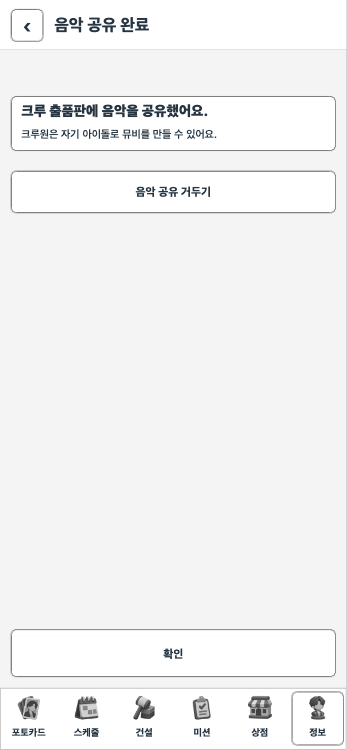 ‹ 음악 공유 완료
크루 출품판에 음악을 공유했어요.
크루원은 자기 아이돌로 뮤비를 만들 수 있어요.
음악 공유 거두기
확인
포토카드 스케줄 건설 미션 상점 정보